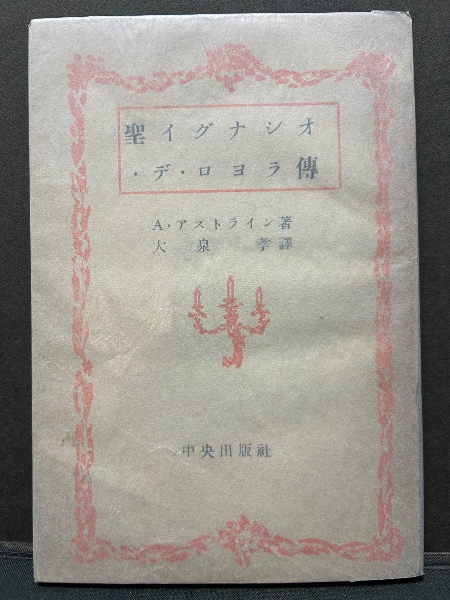 聖イグナシオ
・デ・ロヨラ傳
A・アストライン著
大泉孝譯
中央出版社